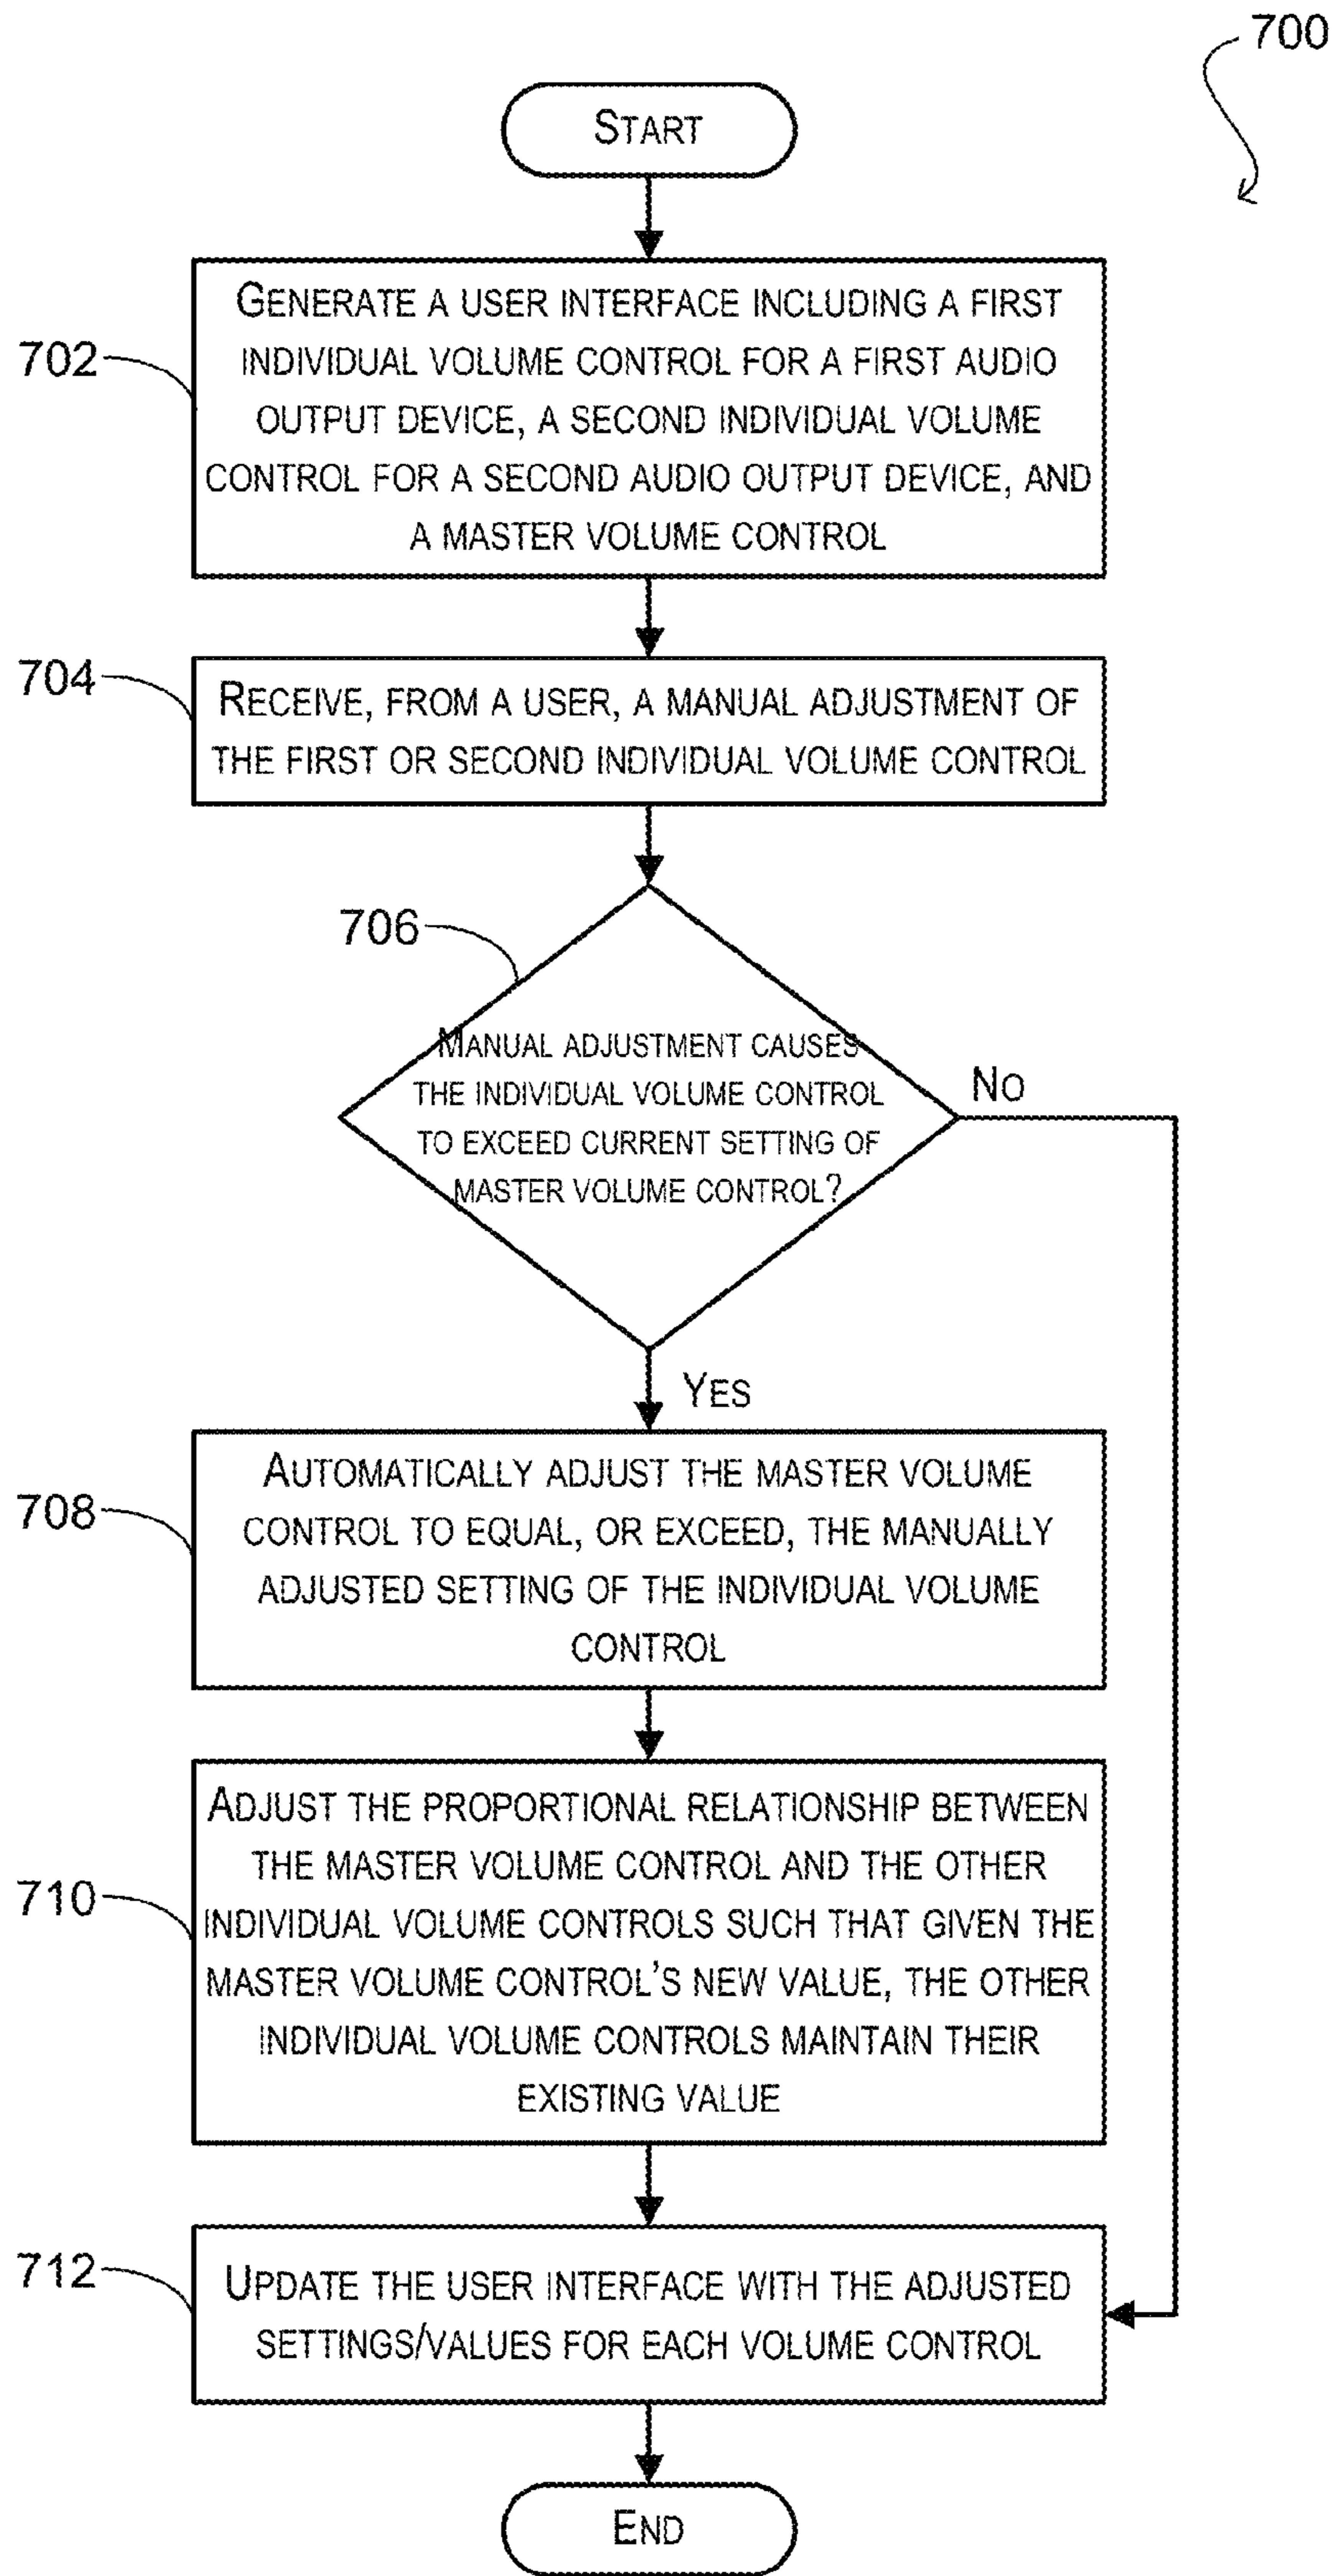 700
START
702
GENERATE A USER INTERFACE INCLUDING A FIRST
INDIVIDUAL VOLUME CONTROL FOR A FIRST AUDIO
OUTPUT DEVICE, A SECOND INDIVIDUAL VOLUME
CONTROL FOR A SECOND AUDIO OUTPUT DEVICE, AND
A MASTER VOLUME CONTROL
704
RECEIVE, FROM A USER, A MANUAL ADJUSTMENT OF
THE FIRST OR SECOND INDIVIDUAL VOLUME CONTROL
706
MANUAL ADJUSTMENT CAUSES
THE INDIVIDUAL VOLUME CONTROL
TO EXCEED CURRENT SETTING OF
MASTER VOLUME CONTROL?
NO
YES
708
AUTOMATICALLY ADJUST THE MASTER VOLUME
CONTROL TO EQUAL, OR EXCEED, THE MANUALLY
ADJUSTED SETTING OF THE INDIVIDUAL VOLUME
CONTROL
710
ADJUST THE PROPORTIONAL RELATIONSHIP BETWEEN
THE MASTER VOLUME CONTROL AND THE OTHER
INDIVIDUAL VOLUME CONTROLS SUCH THAT GIVEN THE
MASTER VOLUME CONTROL'S NEW VALUE, THE OTHER
INDIVIDUAL VOLUME CONTROLS MAINTAIN THEIR
EXISTING VALUE
712
UPDATE THE USER INTERFACE WITH THE ADJUSTED
SETTINGS/VALUES FOR EACH VOLUME CONTROL
END